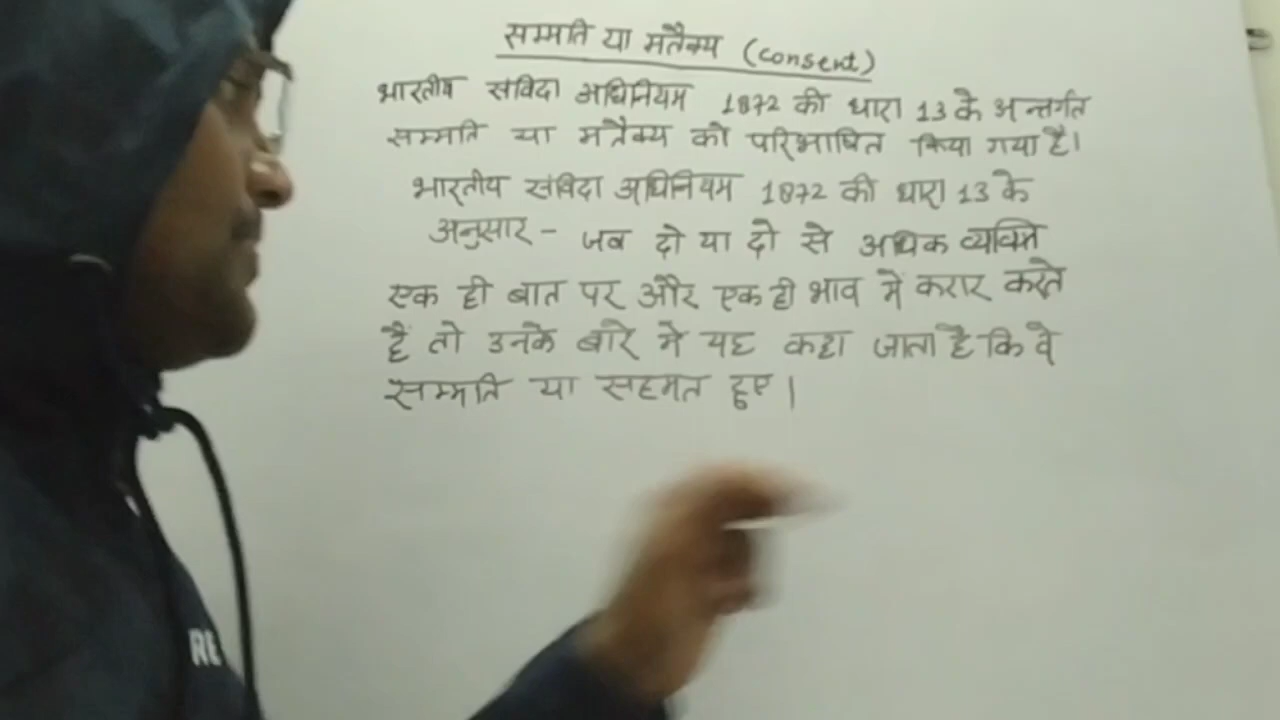 सम्मति या मतैक्य (Consent)
भारतीय संविदा अधिनियम 1872 की धारा 13 के अन्तर्गत
सम्मति या मतैक्य को परिभाषित किया गया है।
भारतीय संविदा अधिनियम 1872 की धारा 13 के
अनुसार - जब दो या दो से अधिक व्यक्ति
एक ही बात पर और एक ही भाव में करार करते
हैं तो उनके बारे मे यह कहा जाता है कि वे
सम्मति या सहमत हुए।
RE